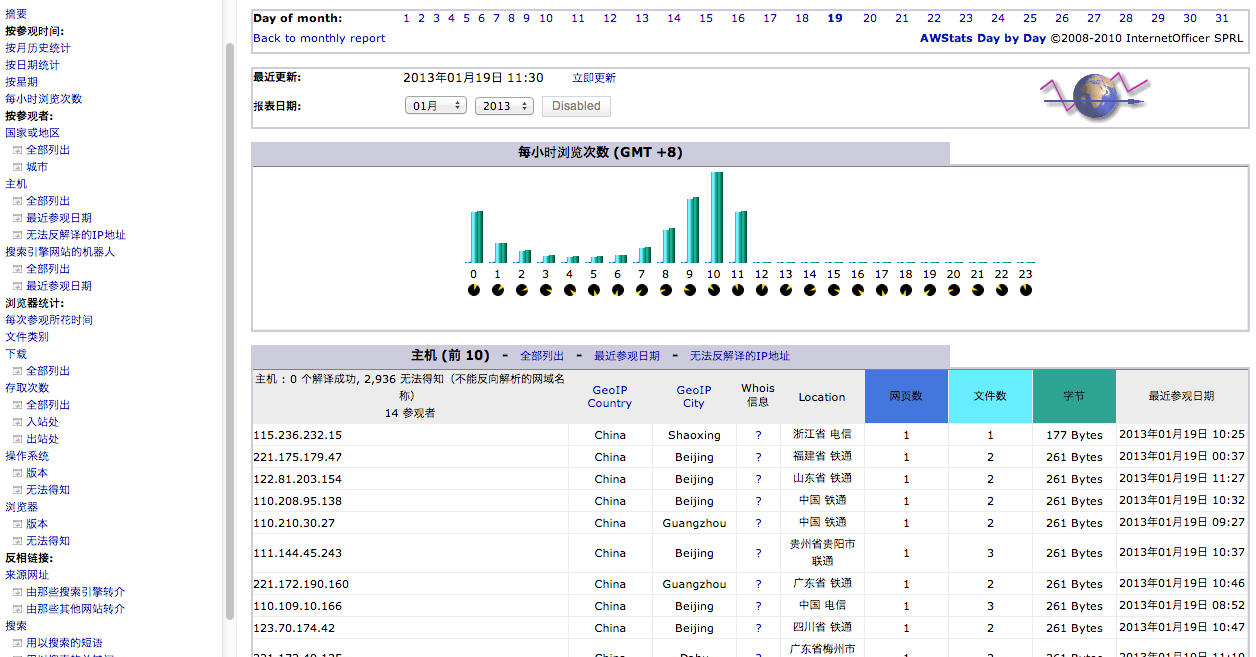 摘要
按参观时间:
按月历史统计
按日期统计
按星期
每小时浏览次数
按参观者:
国家或地区
全部列出
城市
主机
全部列出
最近参观日期
无法反解译的IP地址
搜索引擎网站的机器人
全部列出
最近参观日期
浏览器统计:
每次参观所花时间
文件类别
下载
全部列出
存取次数
全部列出
入站处
出站处
操作系统
版本
无法得知
浏览器
版本
无法得知
反相链接:
来源网址
由那些搜索引擎转介
由那些其他网站转介
搜索
用以搜索的短语
Day of month: 1 2 3 4 5 6 7 8 9 10 11 12 13 14 15 16 17 18 19 20 21 22 23 24 25 26 27 28 29 30 31
Back to monthly report AWStats Day by Day ©2008-2010 InternetOfficer SPRL
最近更新: 2013年01月19日 11:30 立即更新
报表日期: 01月 2013 Disabled
每小时浏览次数 (GMT +8)
0 1 2 3 4 5 6 7 8 9 10 11 12 13 14 15 16 17 18 19 20 21 22 23
主机 (前 10) - 全部列出 - 最近参观日期 - 无法反解译的IP地址
主机 : 0 个解译成功, 2,936 无法得知（不能反向解析的网域名称）
14 参观者
GeoIP Country GeoIP City Whois 信息 Location 网页数 文件数 字节 最近参观日期
115.236.232.15 China Shaoxing ? 浙江省 电信 1 1 177 Bytes 2013年01月19日 10:25
221.175.179.47 China Beijing ? 福建省 铁通 1 2 261 Bytes 2013年01月19日 00:37
122.81.203.154 China Beijing ? 山东省 铁通 1 2 261 Bytes 2013年01月19日 11:27
110.208.95.138 China Beijing ? 中国 铁通 1 2 261 Bytes 2013年01月19日 10:32
110.210.30.27 China Guangzhou ? 中国 铁通 1 2 261 Bytes 2013年01月19日 09:27
111.144.45.243 China Beijing ? 贵州省贵阳市 联通 1 3 261 Bytes 2013年01月19日 10:37
221.172.190.160 China Guangzhou ? 广东省 铁通 1 2 261 Bytes 2013年01月19日 10:46
110.109.10.166 China Beijing ? 中国 电信 1 3 261 Bytes 2013年01月19日 08:52
123.70.174.42 China Beijing ? 四川省 铁通 1 2 261 Bytes 2013年01月19日 10:47
广东省梅州市